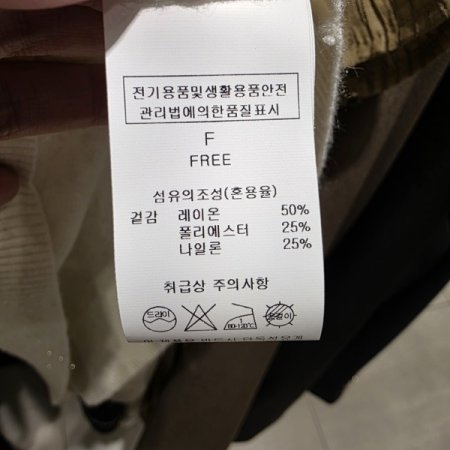 전기용품및생활용품안전
관리법에의한품질표시
F
FREE
섬유의조성(혼용율)
겉감 레이온 50%
폴리에스터 25%
나일론 25%
취급상 주의사항
드라이